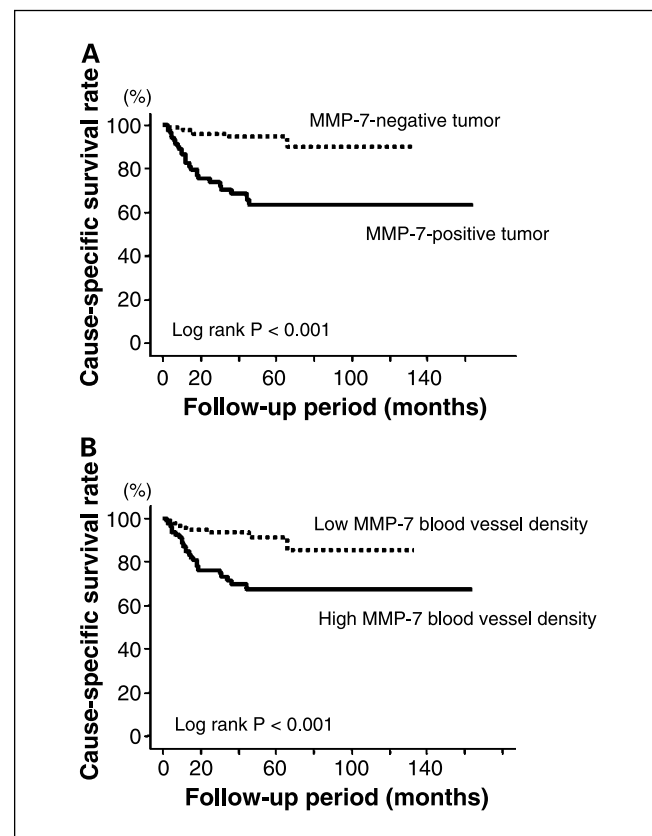 A
(%)
Cause-specific survival rate
100
80
60
40
20
0
MMP-7-negative tumor
MMP-7-positive tumor
Log rank P < 0.001
0 20 60 100 140
Follow-up period (months)
B
(%)
Cause-specific survival rate
100
80
60
40
20
0
Low MMP-7 blood vessel density
High MMP-7 blood vessel density
Log rank P < 0.001
0 20 60 100 140
Follow-up period (months)